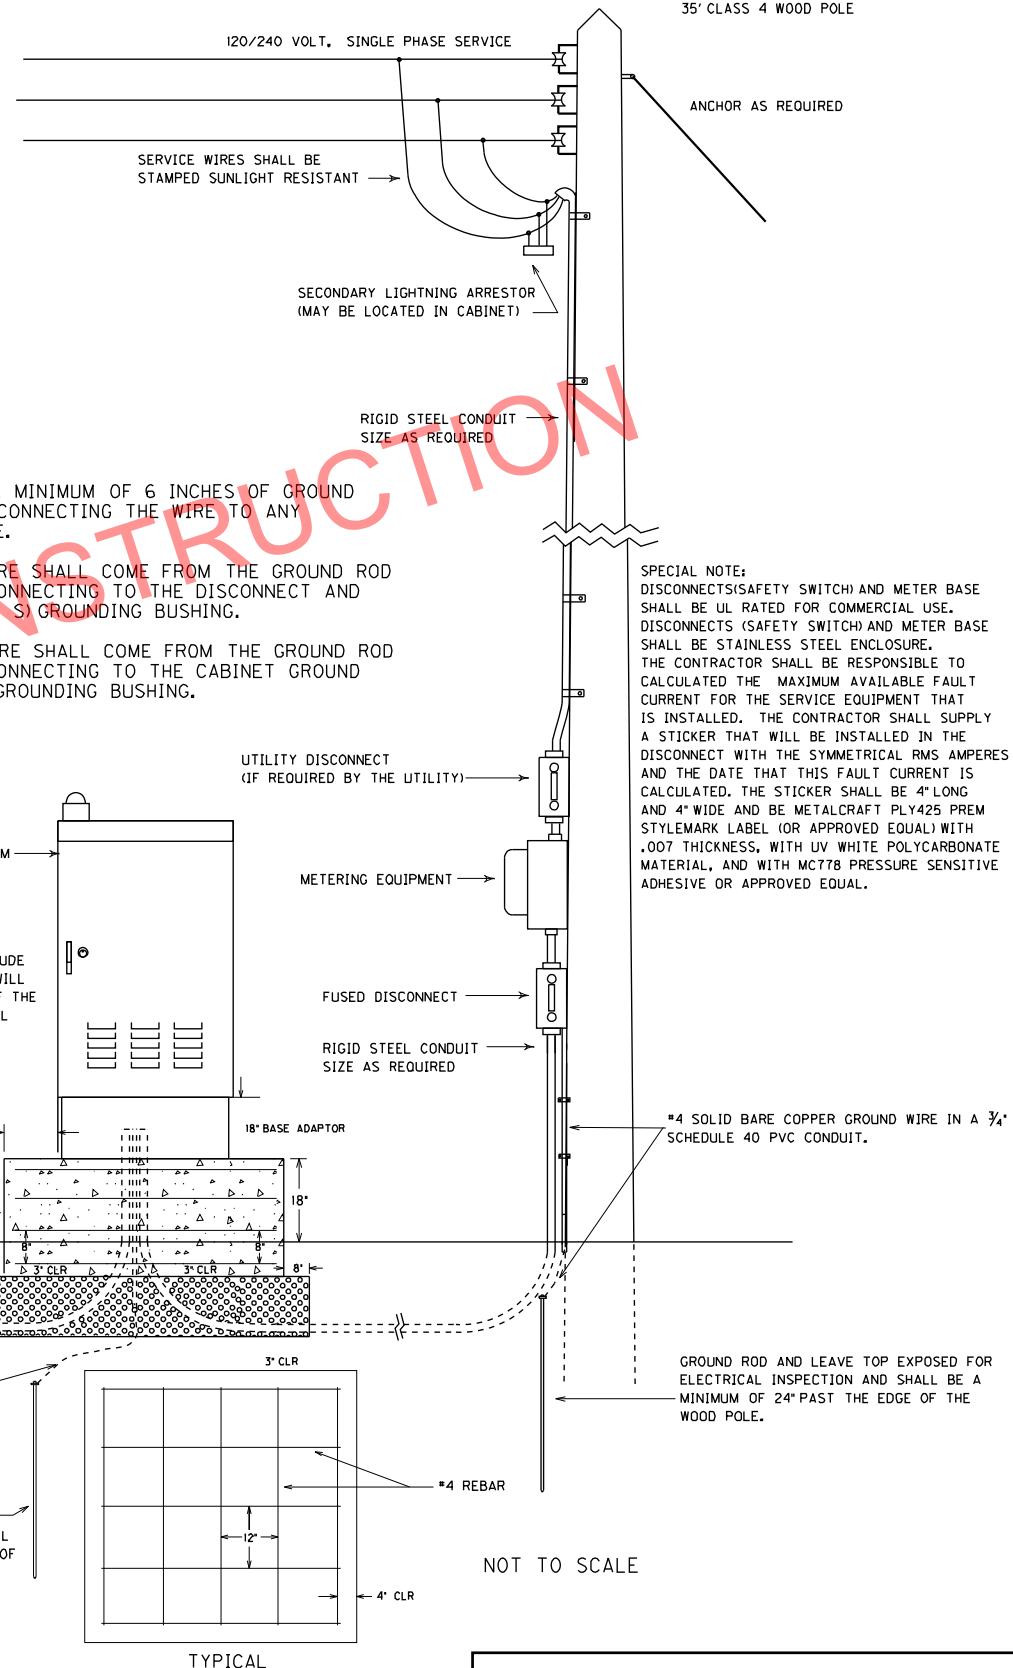 35' CLASS 4 WOOD POLE
120/240 VOLT. SINGLE PHASE SERVICE
ANCHOR AS REQUIRED
SERVICE WIRES SHALL BE
STAMPED SUNLIGHT RESISTANT
SECONDARY LIGHTNING ARRESTOR
(MAY BE LOCATED IN CABINET)
RIGID STEEL CONDUIT
SIZE AS REQUIRED
NSTRUCTION
MINIMUM OF 6 INCHES OF GROUND
CONNECTING THE WIRE TO ANY
E.
RE SHALL COME FROM THE GROUND ROD
ONNECTING TO THE DISCONNECT AND
S) GROUNDING BUSHING.
RE SHALL COME FROM THE GROUND ROD
ONNECTING TO THE CABINET GROUND
GROUNDING BUSHING.
SPECIAL NOTE:
DISCONNECTS(SAFETY SWITCH) AND METER BASE
SHALL BE UL RATED FOR COMMERCIAL USE.
DISCONNECTS (SAFETY SWITCH) AND METER BASE
SHALL BE STAINLESS STEEL ENCLOSURE.
THE CONTRACTOR SHALL BE RESPONSIBLE TO
CALCULATED THE MAXIMUM AVAILABLE FAULT
CURRENT FOR THE SERVICE EQUIPMENT THAT
IS INSTALLED. THE CONTRACTOR SHALL SUPPLY
A STICKER THAT WILL BE INSTALLED IN THE
DISCONNECT WITH THE SYMMETRICAL RMS AMPERES
AND THE DATE THAT THIS FAULT CURRENT IS
CALCULATED. THE STICKER SHALL BE 4" LONG
AND 4" WIDE AND BE METALCRAFT PLY425 PREM
STYLEMARK LABEL (OR APPROVED EQUAL) WITH
.007 THICKNESS, WITH UV WHITE POLYCARBONATE
MATERIAL, AND WITH MC778 PRESSURE SENSITIVE
ADHESIVE OR APPROVED EQUAL.
UTILITY DISCONNECT
(IF REQUIRED BY THE UTILITY)
M
METERING EQUIPMENT
UDE
WILL
F THE
L
FUSED DISCONNECT
RIGID STEEL CONDUIT
SIZE AS REQUIRED
18" BASE ADAPTOR
#4 SOLID BARE COPPER GROUND WIRE IN A 3/4"
SCHEDULE 40 PVC CONDUIT.
18"
8"
8"
3" CLR
3" CLR
8"
3" CLR
GROUND ROD AND LEAVE TOP EXPOSED FOR
ELECTRICAL INSPECTION AND SHALL BE A
MINIMUM OF 24" PAST THE EDGE OF THE
WOOD POLE.
#4 REBAR
L
OF
12"
NOT TO SCALE
4" CLR
TYPICAL